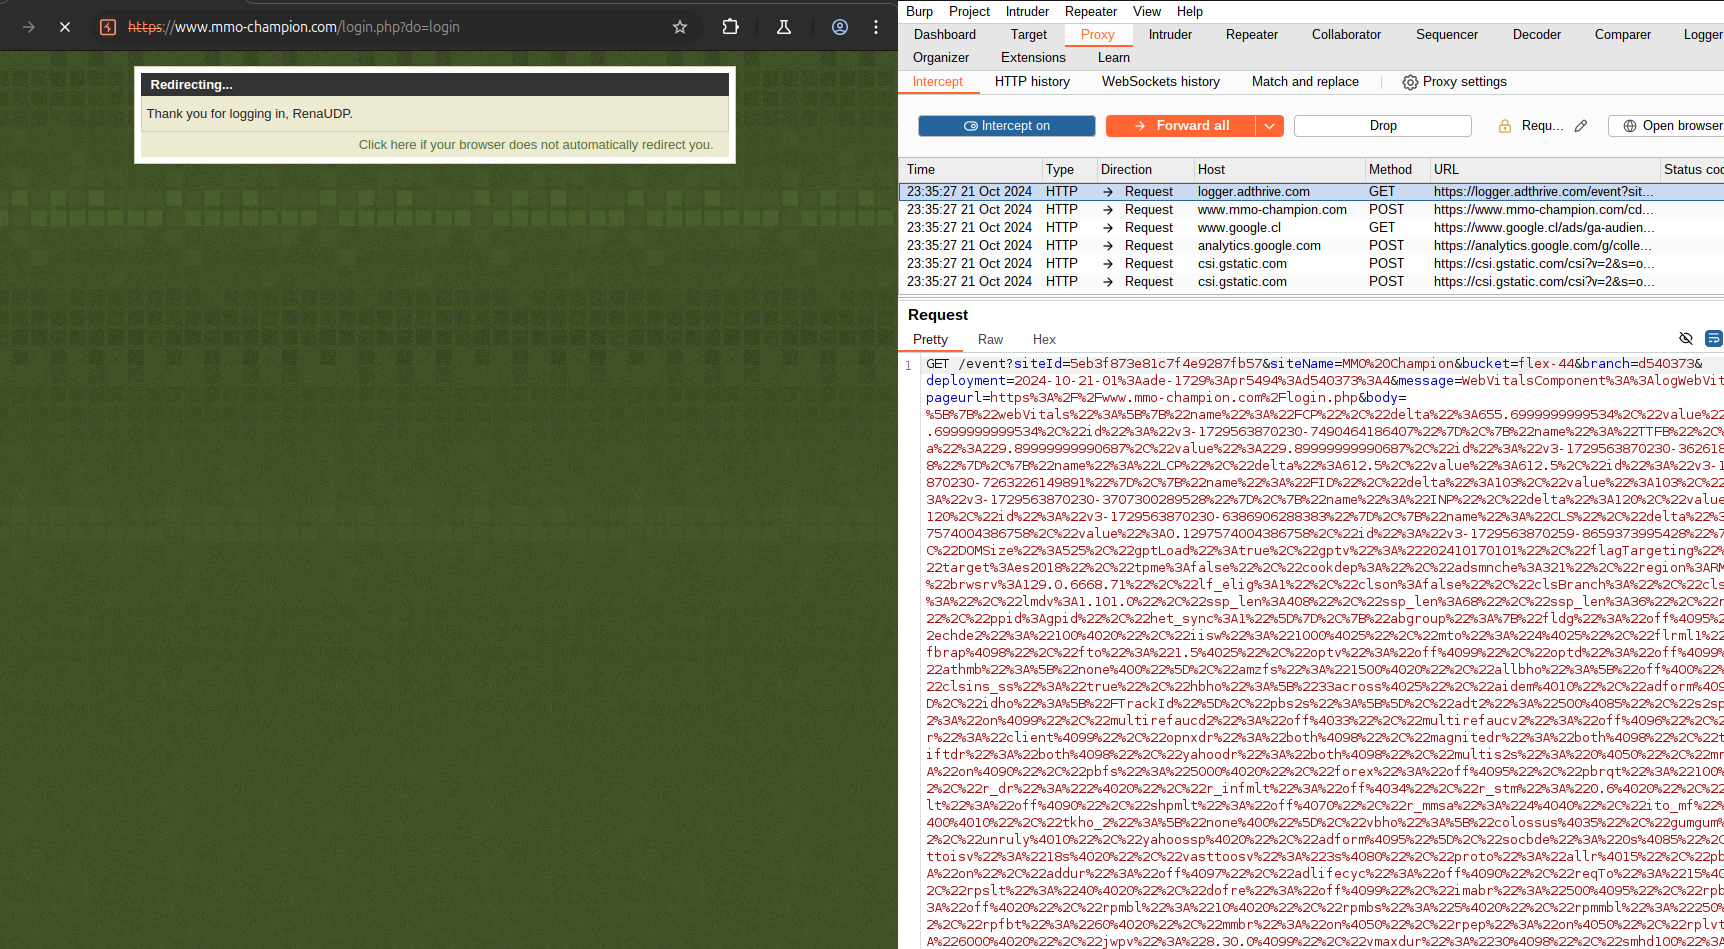 https://www.mmo-champion.com/login.php?do=login
Redirecting...
Thank you for logging in, RenaUDP.
Click here if your browser does not automatically redirect you.
Burp Project Intruder Repeater View Help
Dashboard Target Proxy Intruder Repeater Collaborator Sequencer Decoder Comparer Logger
Organizer Extensions Learn
Intercept HTTP history WebSockets history Match and replace Proxy settings
Intercept on Forward all Drop Requ... Open browser
Time Type Direction Host Method URL Status cod
23:35:27 21 Oct 2024 HTTP → Request logger.adthrive.com GET https://logger.adthrive.com/event?sit...
23:35:27 21 Oct 2024 HTTP → Request www.mmo-champion.com POST https://www.mmo-champion.com/cd...
23:35:27 21 Oct 2024 HTTP → Request www.google.cl GET https://www.google.cl/ads/ga-audien...
23:35:27 21 Oct 2024 HTTP → Request analytics.google.com POST https://analytics.google.com/g/colle...
23:35:27 21 Oct 2024 HTTP → Request csi.gstatic.com POST https://csi.gstatic.com/csi?v=2&s=o...
23:35:27 21 Oct 2024 HTTP → Request csi.gstatic.com POST https://csi.gstatic.com/csi?v=2&s=o...
Request
Pretty Raw Hex
1 GET /event?siteId=5eb3f873e81c7f4e9287fb57&siteName=MMO%20Champion&bucket=flex-44&branch=d540373&
deployment=2024-10-21-01%3Aade-1729%3Apr5494%3Ad540373%3A4&message=WebVitalsComponent%3A%3AlogWebVit
pageurl=https%3A%2F%2Fwww.mmo-champion.com%2Flogin.php&body=
%5B%7B%22webVitals%22%3A%5B%7B%22name%22%3A%22FCP%22%2C%22delta%22%3A655.6999999999534%2C%22value%22
.6999999999534%2C%22id%22%3A%22v3-1729563870230-7490464186407%22%7D%2C%7B%22name%22%3A%22TTFB%22%2C%
a%22%3A229.89999999990687%2C%22value%22%3A229.89999999990687%2C%22id%22%3A%22v3-1729563870230-362618
8%22%7D%2C%7B%22name%22%3A%22LCP%22%2C%22delta%22%3A612.5%2C%22value%22%3A612.5%2C%22id%22%3A%22v3-1
870230-7263226149891%22%7D%2C%7B%22name%22%3A%22FID%22%2C%22delta%22%3A103%2C%22value%22%3A103%2C%22
3A%22v3-1729563870230-3707300289528%22%7D%2C%7B%22name%22%3A%22INP%22%2C%22delta%22%3A120%2C%22value
120%2C%22id%22%3A%22v3-1729563870230-6386906288383%22%7D%2C%7B%22name%22%3A%22CLS%22%2C%22delta%22%3
7574004386758%2C%22value%22%3A0.1297574004386758%2C%22id%22%3A%22v3-1729563870259-8659373995428%22%7
C%22DOMSize%22%3A525%2C%22gptLoad%22%3Atrue%2C%22gptv%22%3A%22202410170101%22%2C%22flagTargeting%22%
22target%3Aes2018%22%2C%22tpme%3Afalse%22%2C%22cookdep%3A%22%2C%22adsmnche%3A321%22%2C%22region%3ARM
%22brwsrv%3A129.0.6668.71%22%2C%22lf_elig%3A1%22%2C%22clson%3Afalse%22%2C%22clsBranch%3A%22%2C%22cls
%3A%22%2C%22lmdv%3A1.101.0%22%2C%22ssp_len%3A408%22%2C%22ssp_len%3A68%22%2C%22ssp_len%3A36%22%2C%22r
22%2C%22ppid%3Agpid%22%2C%22het_sync%3A1%22%5D%7D%2C%7B%22abgroup%22%3A%7B%22fldg%22%3A%22off%4095%2
2echde2%22%3A%22100%4020%22%2C%22iisw%22%3A%221000%4025%22%2C%22mto%22%3A%224%4025%22%2C%22flrml1%22
fbrap%4098%22%2C%22fto%22%3A%221.5%4025%22%2C%22optv%22%3A%22off%4099%22%2C%22optd%22%3A%22off%4099%
22athmb%22%3A%5B%22none%400%22%5D%2C%22amzfs%22%3A%221500%4020%22%2C%22allbho%22%3A%5B%22off%400%22%
22clsins_ss%22%3A%22true%22%2C%22hbho%22%3A%5B%2233across%4025%22%2C%22aidem%4010%22%2C%22adform%409
D%2C%22idho%22%3A%5B%22FTrackId%22%5D%2C%22pbs2s%22%3A%5B%5D%2C%22adt2%22%3A%22500%4085%22%2C%22s2sp
2%3A%22on%4099%22%2C%22multirefaucd2%22%3A%22off%4033%22%2C%22multirefaucv2%22%3A%22off%4096%22%2C%2
r%22%3A%22client%4099%22%2C%22opnxdr%22%3A%22both%4098%22%2C%22magnitedr%22%3A%22both%4098%22%2C%22t
iftdr%22%3A%22both%4098%22%2C%22yahoodr%22%3A%22both%4098%22%2C%22multis2s%22%3A%220%4050%22%2C%22mr
A%22on%4090%22%2C%22pbfs%22%3A%225000%4020%22%2C%22forex%22%3A%22off%4095%22%2C%22pbrqt%22%3A%22100%
2%2C%22r_dr%22%3A%222%4020%22%2C%22r_infmlt%22%3A%22off%4034%22%2C%22r_stm%22%3A%220.6%4020%22%2C%22
lt%22%3A%22off%4090%22%2C%22shpmlt%22%3A%22off%4070%22%2C%22r_mmsa%22%3A%224%4040%22%2C%22ito_mf%22%
400%4010%22%2C%22tkho_2%22%3A%5B%22none%400%22%5D%2C%22vbho%22%3A%5B%22colossus%4035%22%2C%22gumgum%
2%2C%22unruly%4010%22%2C%22yahoossp%4020%22%2C%22adform%4095%22%5D%2C%22socbde%22%3A%220s%4085%22%2C
ttoisv%22%3A%2218s%4020%22%2C%22vasttoosv%22%3A%223s%4080%22%2C%22proto%22%3A%22allr%4015%22%2C%22pb
A%22on%22%2C%22addur%22%3A%22off%4097%22%2C%22adlifecyc%22%3A%22off%4090%22%2C%22reqTo%22%3A%2215%40
2C%22rpslt%22%3A%2240%4020%22%2C%22dofre%22%3A%22off%4099%22%2C%22imabr%22%3A%22500%4095%22%2C%22rpb
3A%22off%4020%22%2C%22rpmbl%22%3A%2210%4020%22%2C%22rpmbs%22%3A%225%4020%22%2C%22rpmmbl%22%3A%22250%
2%2C%22rpfbt%22%3A%2260%4020%22%2C%22mmbr%22%3A%22on%4050%22%2C%22rpep%22%3A%22on%4050%22%2C%22rplvt
A%226000%4020%22%2C%22jwpv%22%3A%228.30.0%4099%22%2C%22vmaxdur%22%3A%2230%4098%22%2C%22smhd100%22%3A